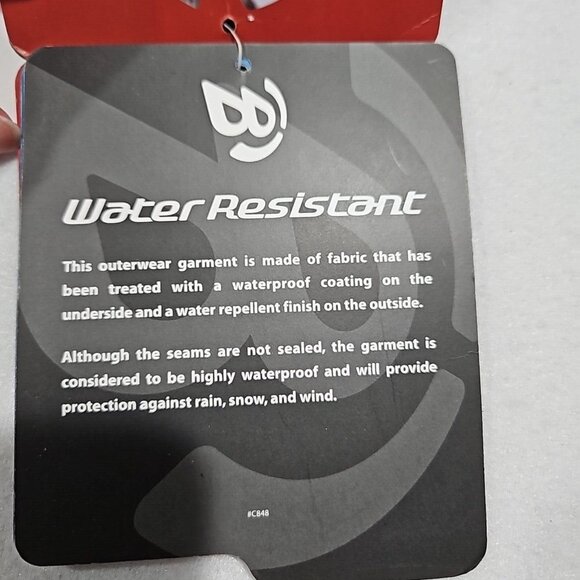 Water Resistant
This outerwear garment is made of fabric that has
been treated with a waterproof coating on the
underside and a water repellent finish on the outside.
Although the seams are not sealed, the garment is
considered to be highly waterproof and will provide
protection against rain, snow, and wind.
#C848